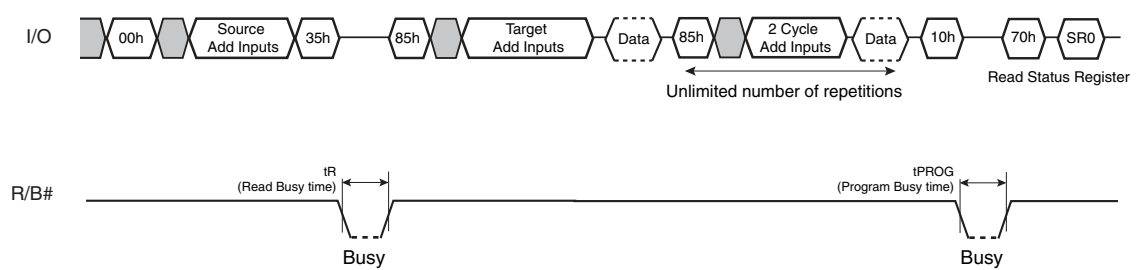 I/O
00h
Source
Add Inputs
35h
85h
Target
Add Inputs
Data
85h
2 Cycle
Add Inputs
Data
10h
70h
SR0
Unlimited number of repetitions
Read Status Register
R/B#
tR
(Read Busy time)
Busy
tPROG
(Program Busy time)
Busy